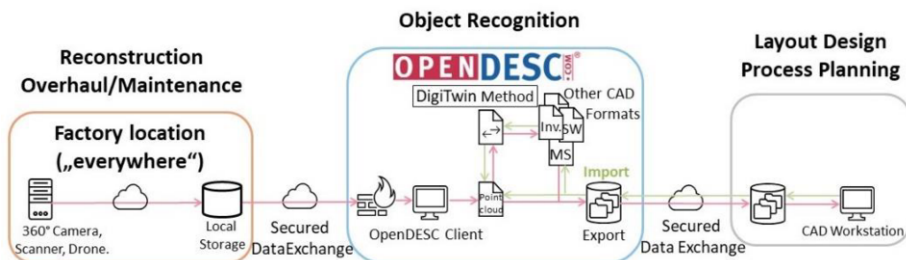 Object Recognition
Reconstruction
Overhaul/Maintenance
Layout Design
Process Planning
OPENDESC.COM®
DigiTwin Method
Other CAD
Formats
Factory location
(„everywhere“)
Inv.
SW
MS
Import
Point
cloud
360° Camera,
Scanner, Drone.
Local
Storage
Secured
DataExchange
OpenDESC Client
Export
Secured
Data Exchange
CAD Workstation